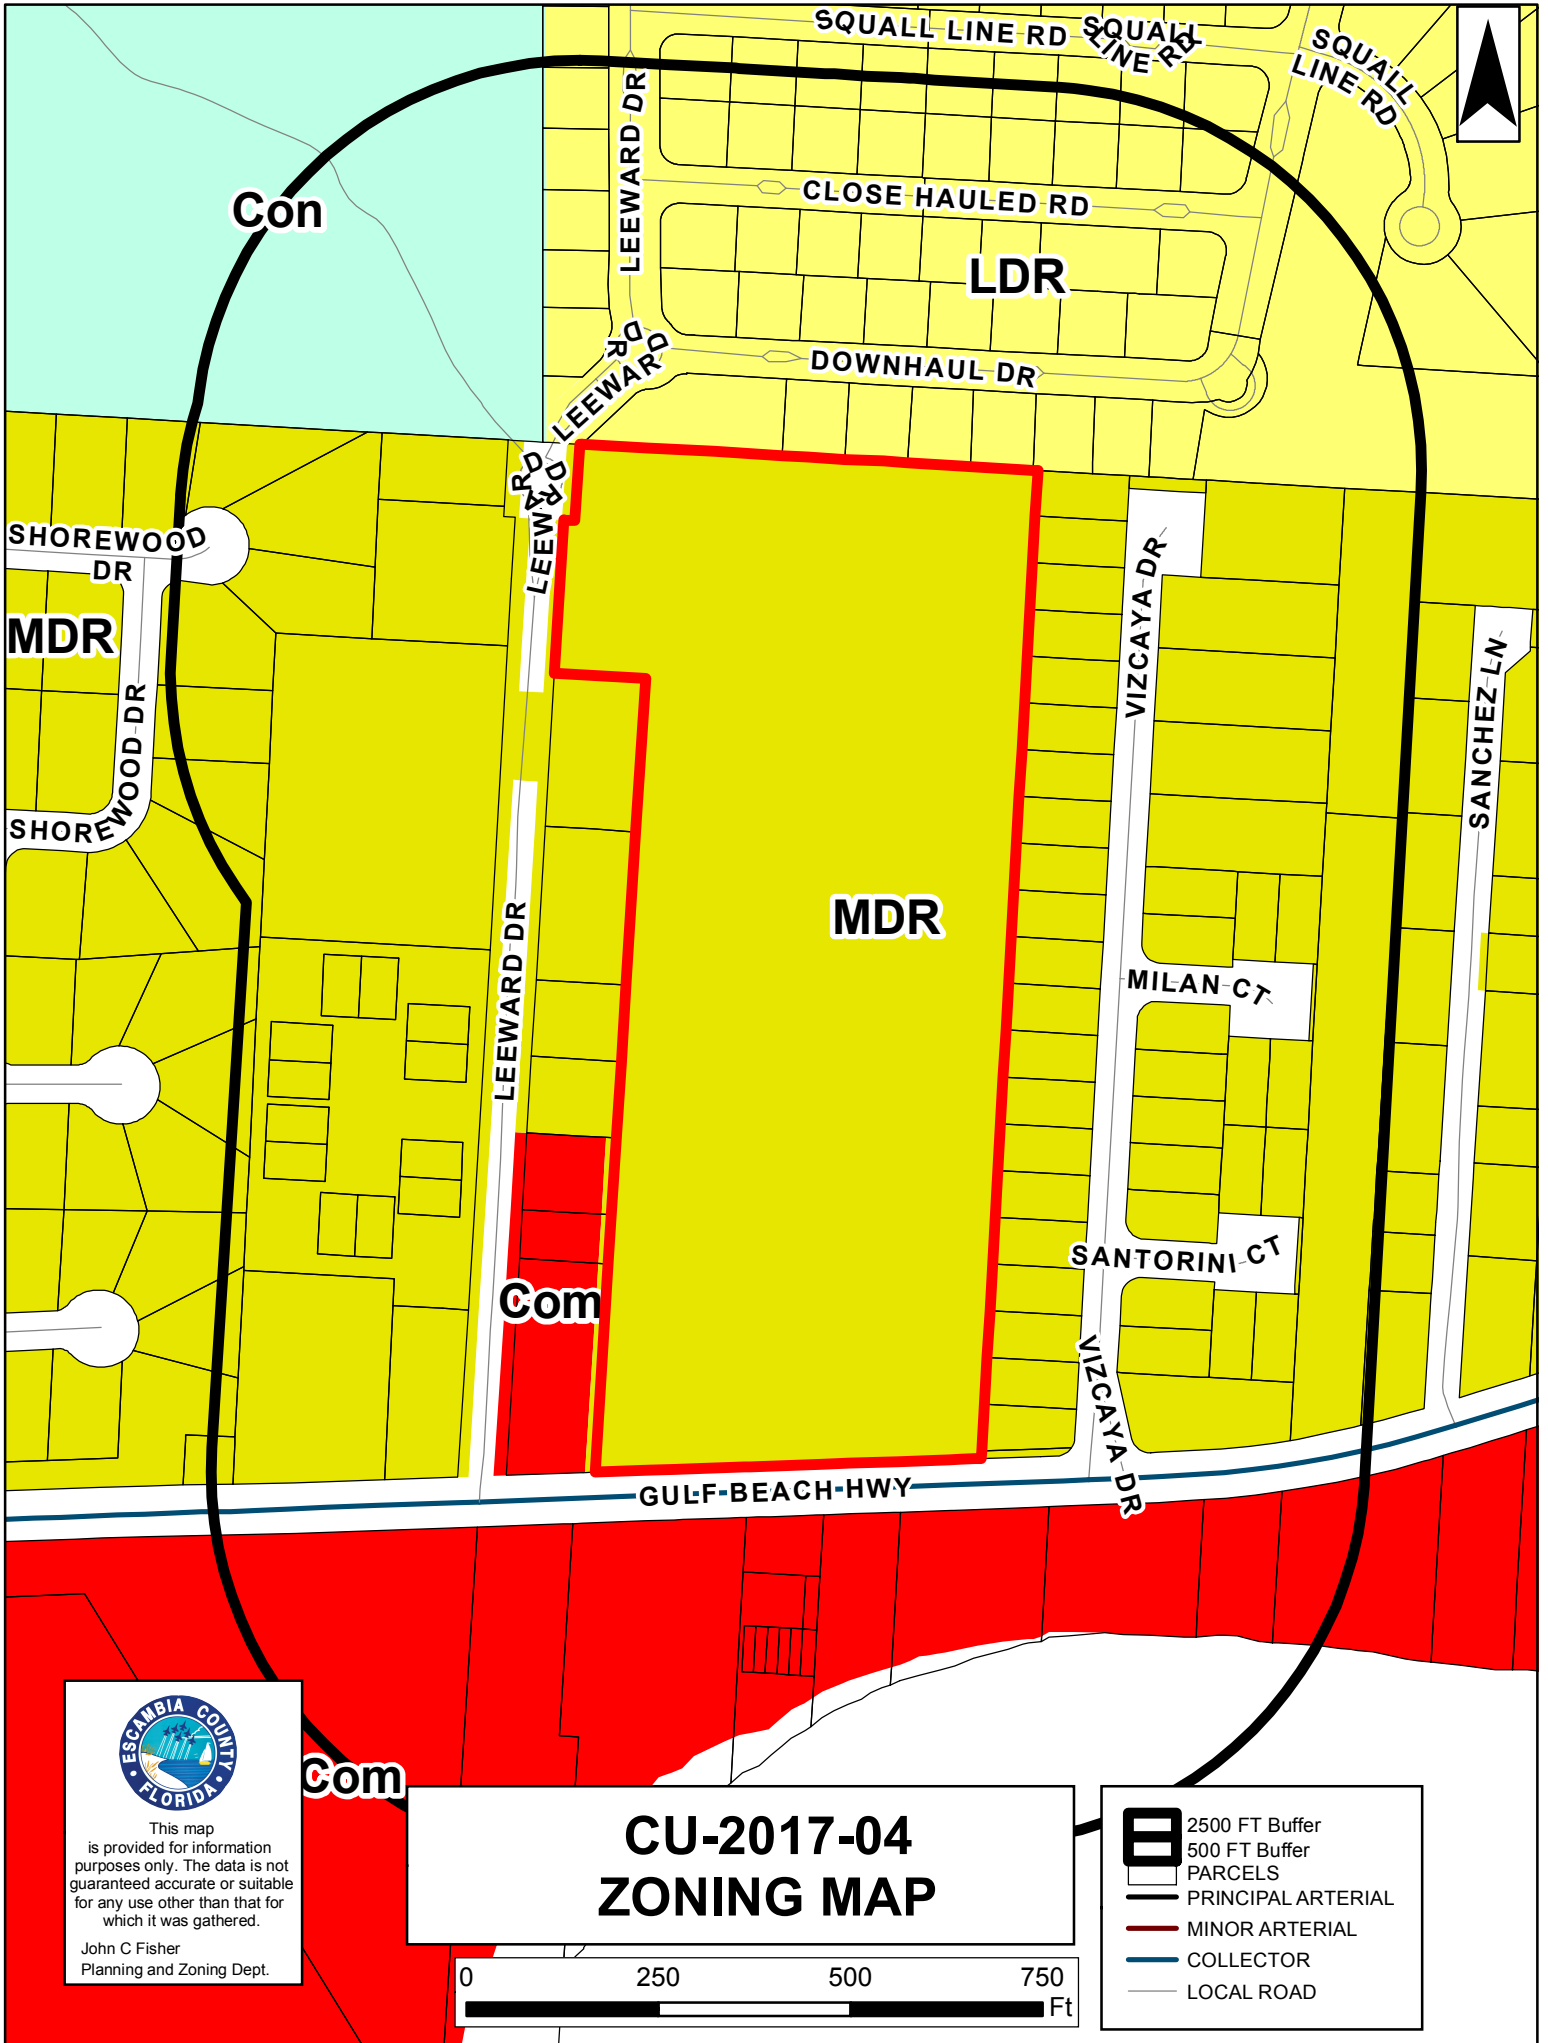 SQUALL LINE RD
SQUALL
LINE RD
SQUALL
LINE RD
LEEWARD DR
Con
CLOSE HAULED RD
LDR
LEEWARD
DR
DOWNHAUL DR
LEEWARD
DR
SHOREWOOD
DR
MDR
VIZCAYA DR
SANCHEZ LN
SHOREWOOD DR
SHOREWOOD
MDR
LEEWARD DR
MILAN CT
SANTORINI CT
Com
VIZCAYA DR
GULF BEACH HWY
Com
ESCAMBIA COUNTY
FLORIDA
This map
is provided for information
purposes only. The data is not
guaranteed accurate or suitable
for any use other than that for
which it was gathered.
John C Fisher
Planning and Zoning Dept.
CU-2017-04
ZONING MAP
0 250 500 750
Ft
2500 FT Buffer
500 FT Buffer
PARCELS
PRINCIPAL ARTERIAL
MINOR ARTERIAL
COLLECTOR
LOCAL ROAD